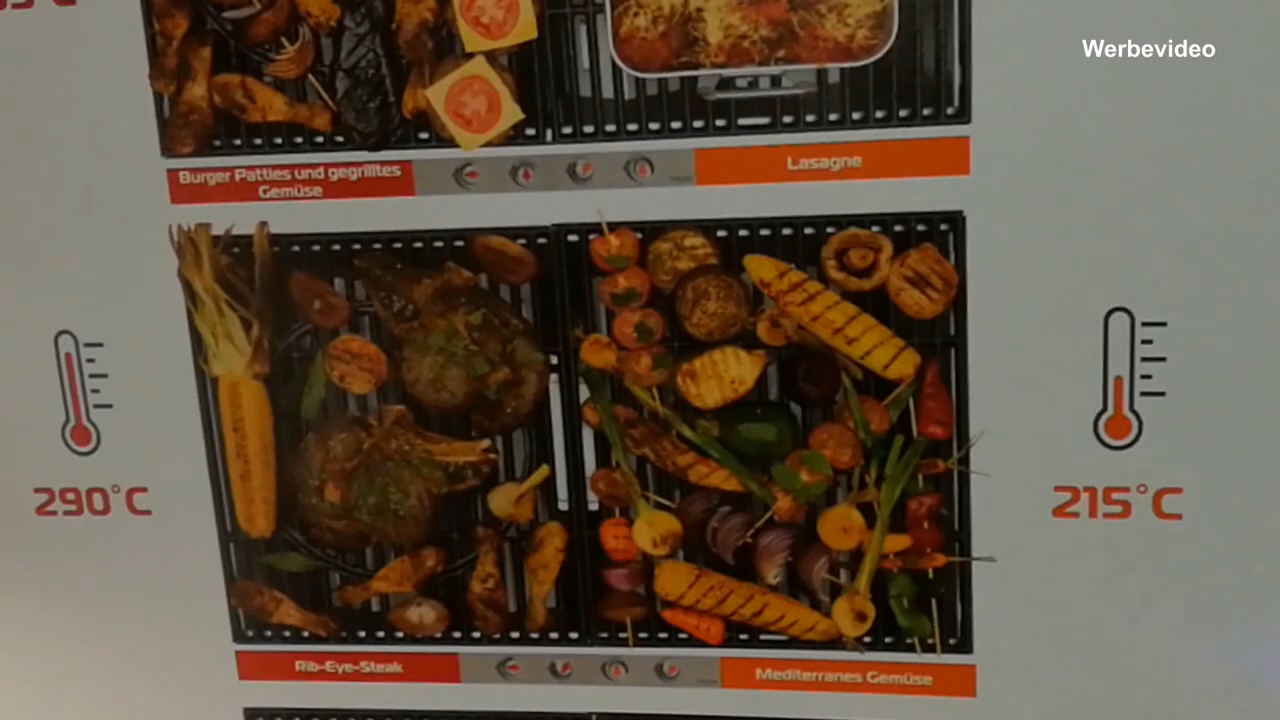 Werbevideo
Burger Patties und gegrilltes
Gemüse
Lasagne
290°C
215°C
Rib-Eye-Steak
Mediterranes Gemüse